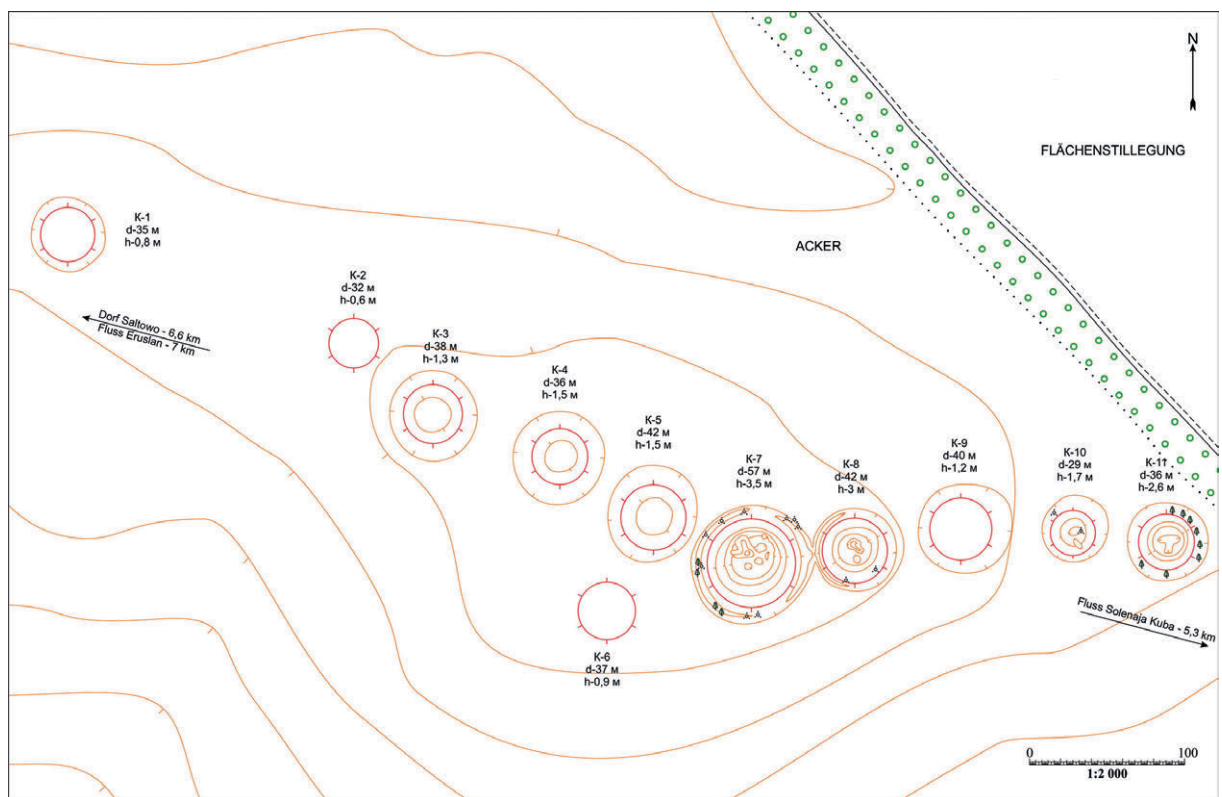 N
FLÄCHENSTILLEGUNG
К-1
d-35 м
h-0,8 м
ACKER
К-2
d-32 м
h-0,6 м
Dorf Saltowo - 6,6 km
Fluss Eruslan - 7 km
К-3
d-38 м
h-1,3 м
К-4
d-36 м
h-1,5 м
К-5
d-42 м
h-1,5 м
К-7
d-57 м
h-3,5 м
К-8
d-42 м
h-3 м
К-9
d-40 м
h-1,2 м
К-10
d-29 м
h-1,7 м
К-11
d-36 м
h-2,6 м
Fluss Solenaja Kuba - 5,3 km
К-6
d-37 м
h-0,9 м
0 100
1:2 000